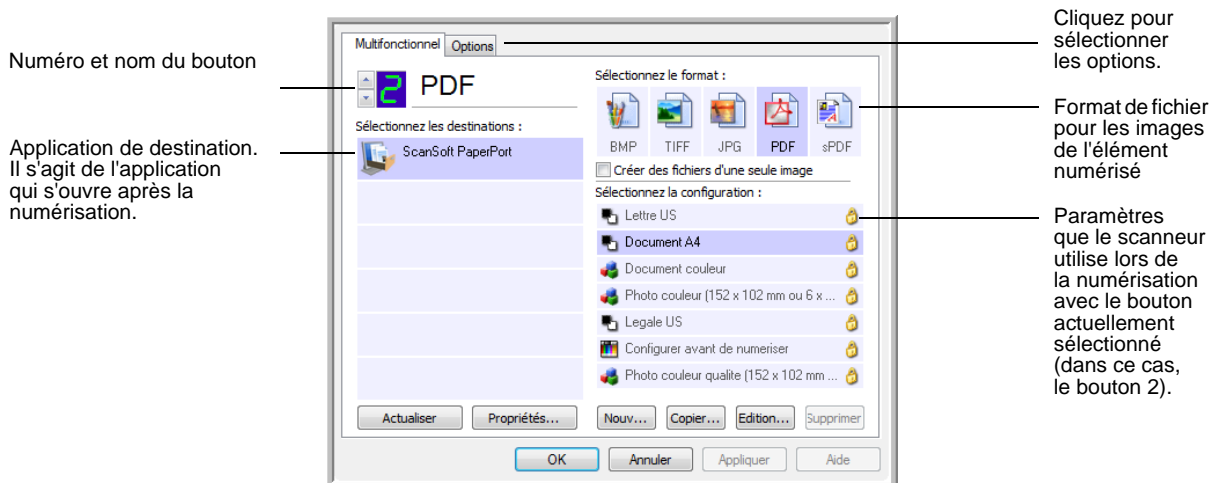 Numéro et nom du bouton
Application de destination.
Il s'agit de l'application
qui s'ouvre après la
numérisation.
Multifonctionnel
Options
2
PDF
Sélectionnez les destinations :
ScanSoft PaperPort
Actualiser
Propriétés...
Sélectionnez le format :
BMP
TIFF
JPG
PDF
sPDF
Créer des fichiers d'une seule image
Sélectionnez la configuration :
Lettre US
Document A4
Document couleur
Photo couleur (152 x 102 mm ou 6 x ...
Legale US
Configurer avant de numeriser
Photo couleur qualite (152 x 102 mm ...
Nouv...
Copier...
Edition...
Supprimer
OK
Annuler
Appliquer
Aide
Cliquez pour
sélectionner
les options.
Format de fichier
pour les images
de l'élément
numérisé
Paramètres
que le scanneur
utilise lors de
la numérisation
avec le bouton
actuellement
sélectionné
(dans ce cas,
le bouton 2).